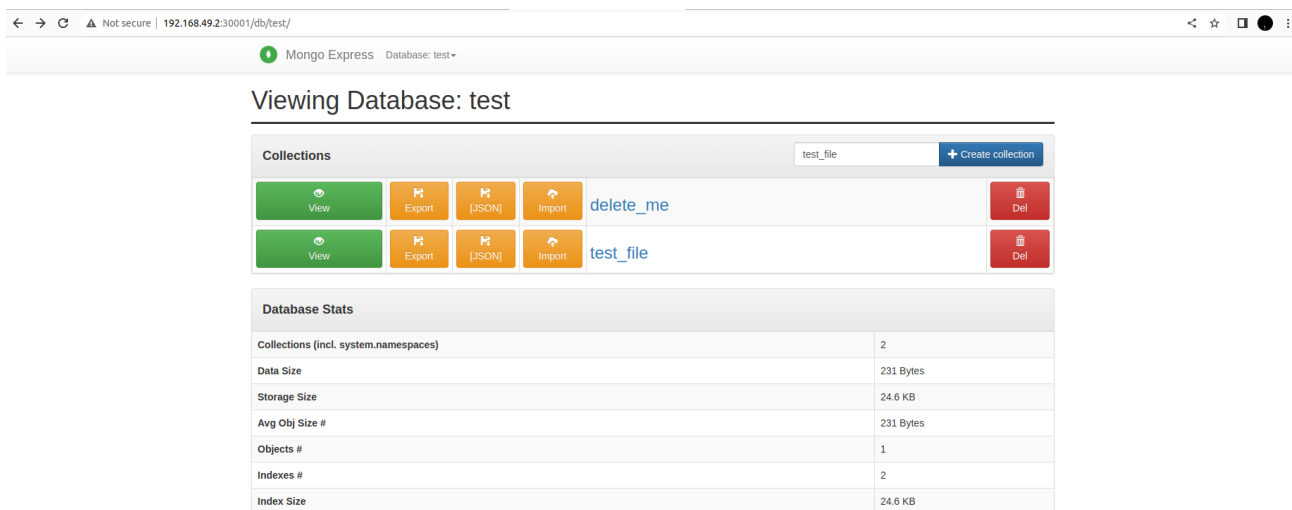 Not secure | 192.168.49.2:30001/db/test/
Mongo Express Database: test
Viewing Database: test
Collections test_file + Create collection
View Export [JSON] Import delete_me Del
View Export [JSON] Import test_file Del
Database Stats
Collections (incl. system.namespaces) 2
Data Size 231 Bytes
Storage Size 24.6 KB
Avg Obj Size # 231 Bytes
Objects # 1
Indexes # 2
Index Size 24.6 KB